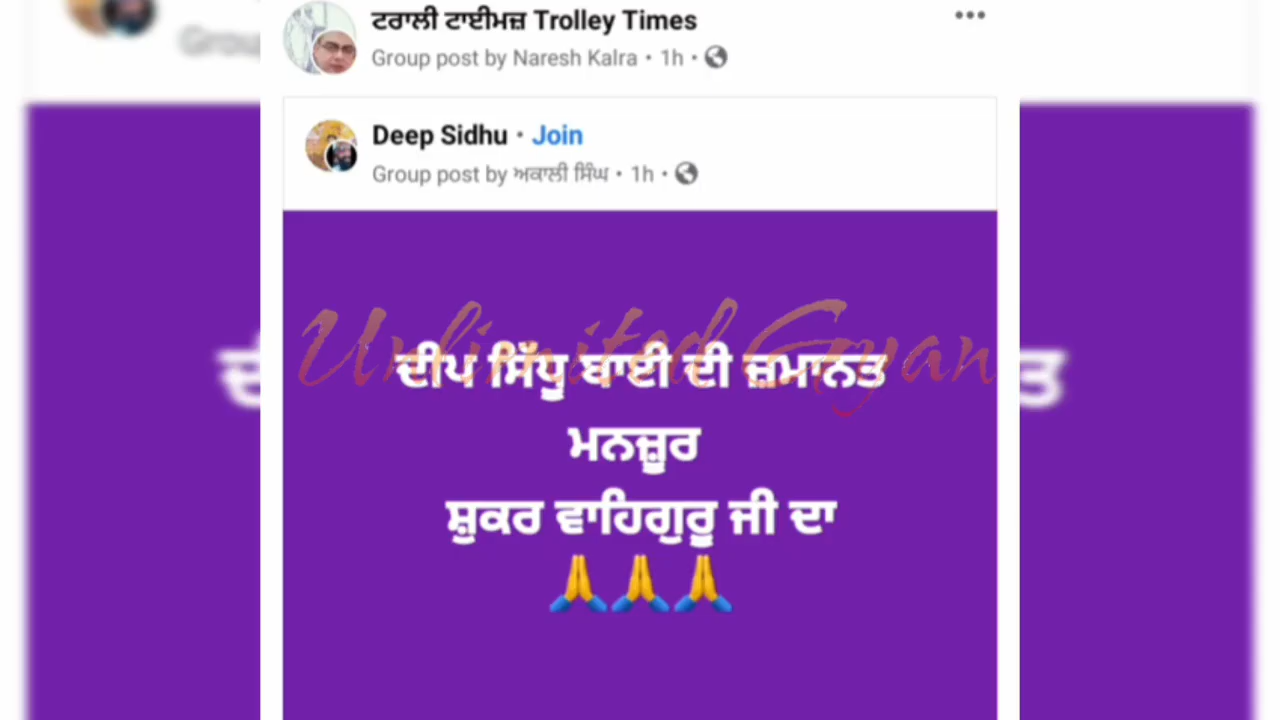 ਟਰਾਲੀ ਟਾਈਮਜ਼ Trolley Times
Group post by Naresh Kalra • 1h •
Deep Sidhu • Join
Group post by ਅਕਾਲੀ ਸਿੰਘ • 1h •
Unlimited Gyan
ਦੀਪ ਸਿੱਧੂ ਬਾਈ ਦੀ ਜ਼ਮਾਨਤ
ਮਨਜ਼ੂਰ
ਸ਼ੁਕਰ ਵਾਹਿਗੁਰੂ ਜੀ ਦਾ
🙏🙏🙏